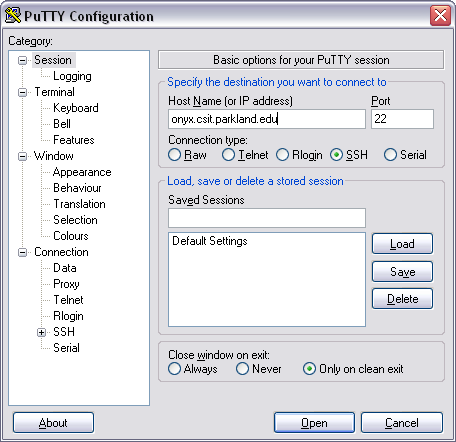 PuTTY Configuration
Category:
Session
Logging
Terminal
Keyboard
Bell
Features
Window
Appearance
Behaviour
Translation
Selection
Colours
Connection
Data
Proxy
Telnet
Rlogin
SSH
Serial
Basic options for your PuTTY session
Specify the destination you want to connect to
Host Name (or IP address) Port
onyx.csit.parkland.edu 22
Connection type:
Raw Telnet Rlogin SSH Serial
Load, save or delete a stored session
Saved Sessions
Default Settings
Load
Save
Delete
Close window on exit:
Always Never Only on clean exit
About Open Cancel